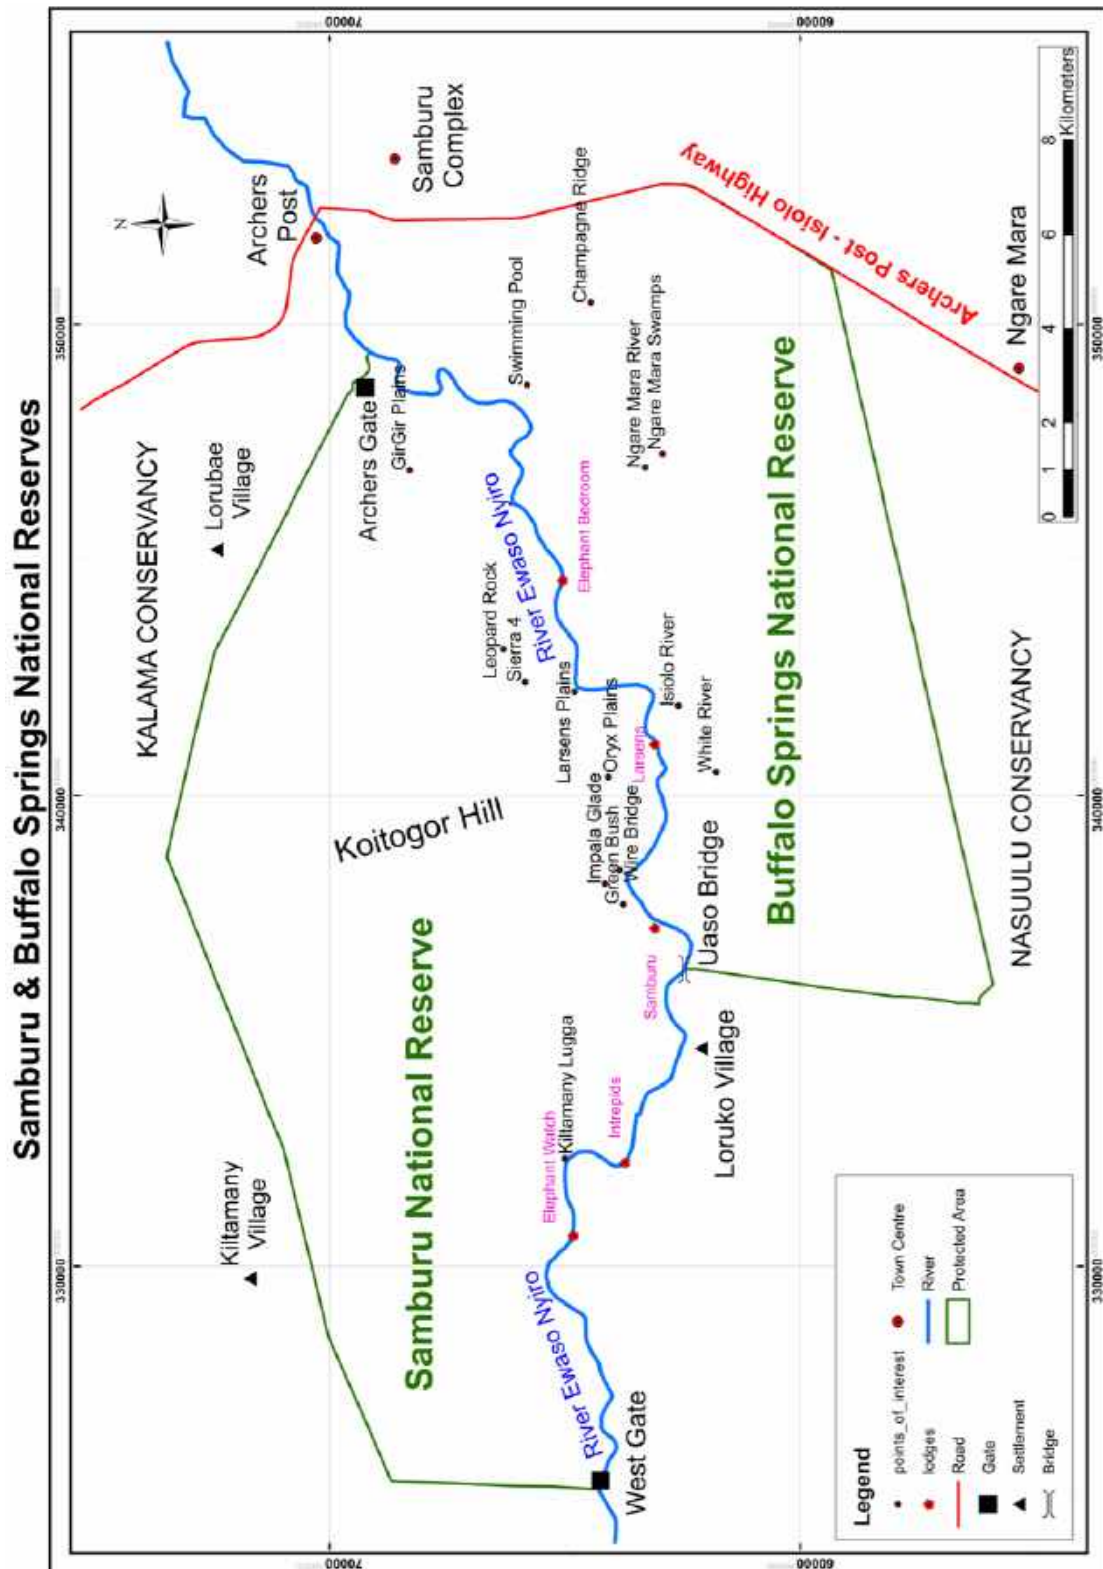 Samburu & Buffalo Springs National Reserves
330000
340000
350000
70000
70000
60000
60000
N
KALAMA CONSERVANCY
Kiltamany
Village
Lorubae
Village
Archers
Post
Samburu
Complex
Archers Gate
GirGir Plains
Samburu National Reserve
Koitogor Hill
Swimming Pool
Leopard Rock
Sierra 4
River Ewaso Nyiro
Elephant Bedroom
Champagne Ridge
River Ewaso Nyiro
Elephant Watch
Kiltamany Lugga
Larsens Plains
Oryx Plains
Impala Glade
Green Bush
Wire Bridge
Larsens
Isiolo River
White River
Ngare Mara River
Ngare Mara Swamps
West Gate
Intrepids
Samburu
Uaso Bridge
Loruko Village
Buffalo Springs National Reserve
Archers Post - Isiolo Highway
NASUULU CONSERVANCY
Ngare Mara
Legend
points_of_interest
Town Centre
lodges
River
Road
Protected Area
Gate
Settlement
Bridge
0 1 2 4 6 8
Kilometers
330000
340000
350000